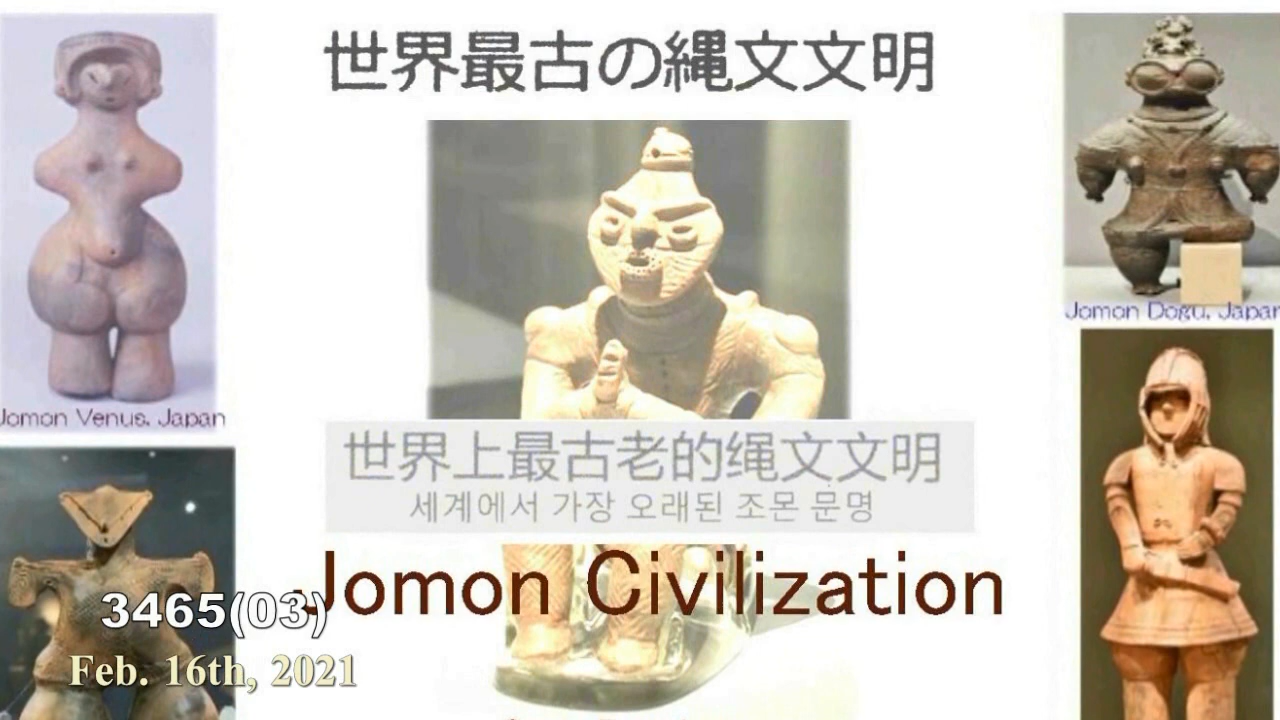 世界最古の縄文文明
Jomon Venus, Japan
Jomon Dogu, Japan
世界上最古老的绳文文明
세계에서 가장 오래된 조몬 문명
Jomon Civilization
3465(03)
Feb. 16th, 2021